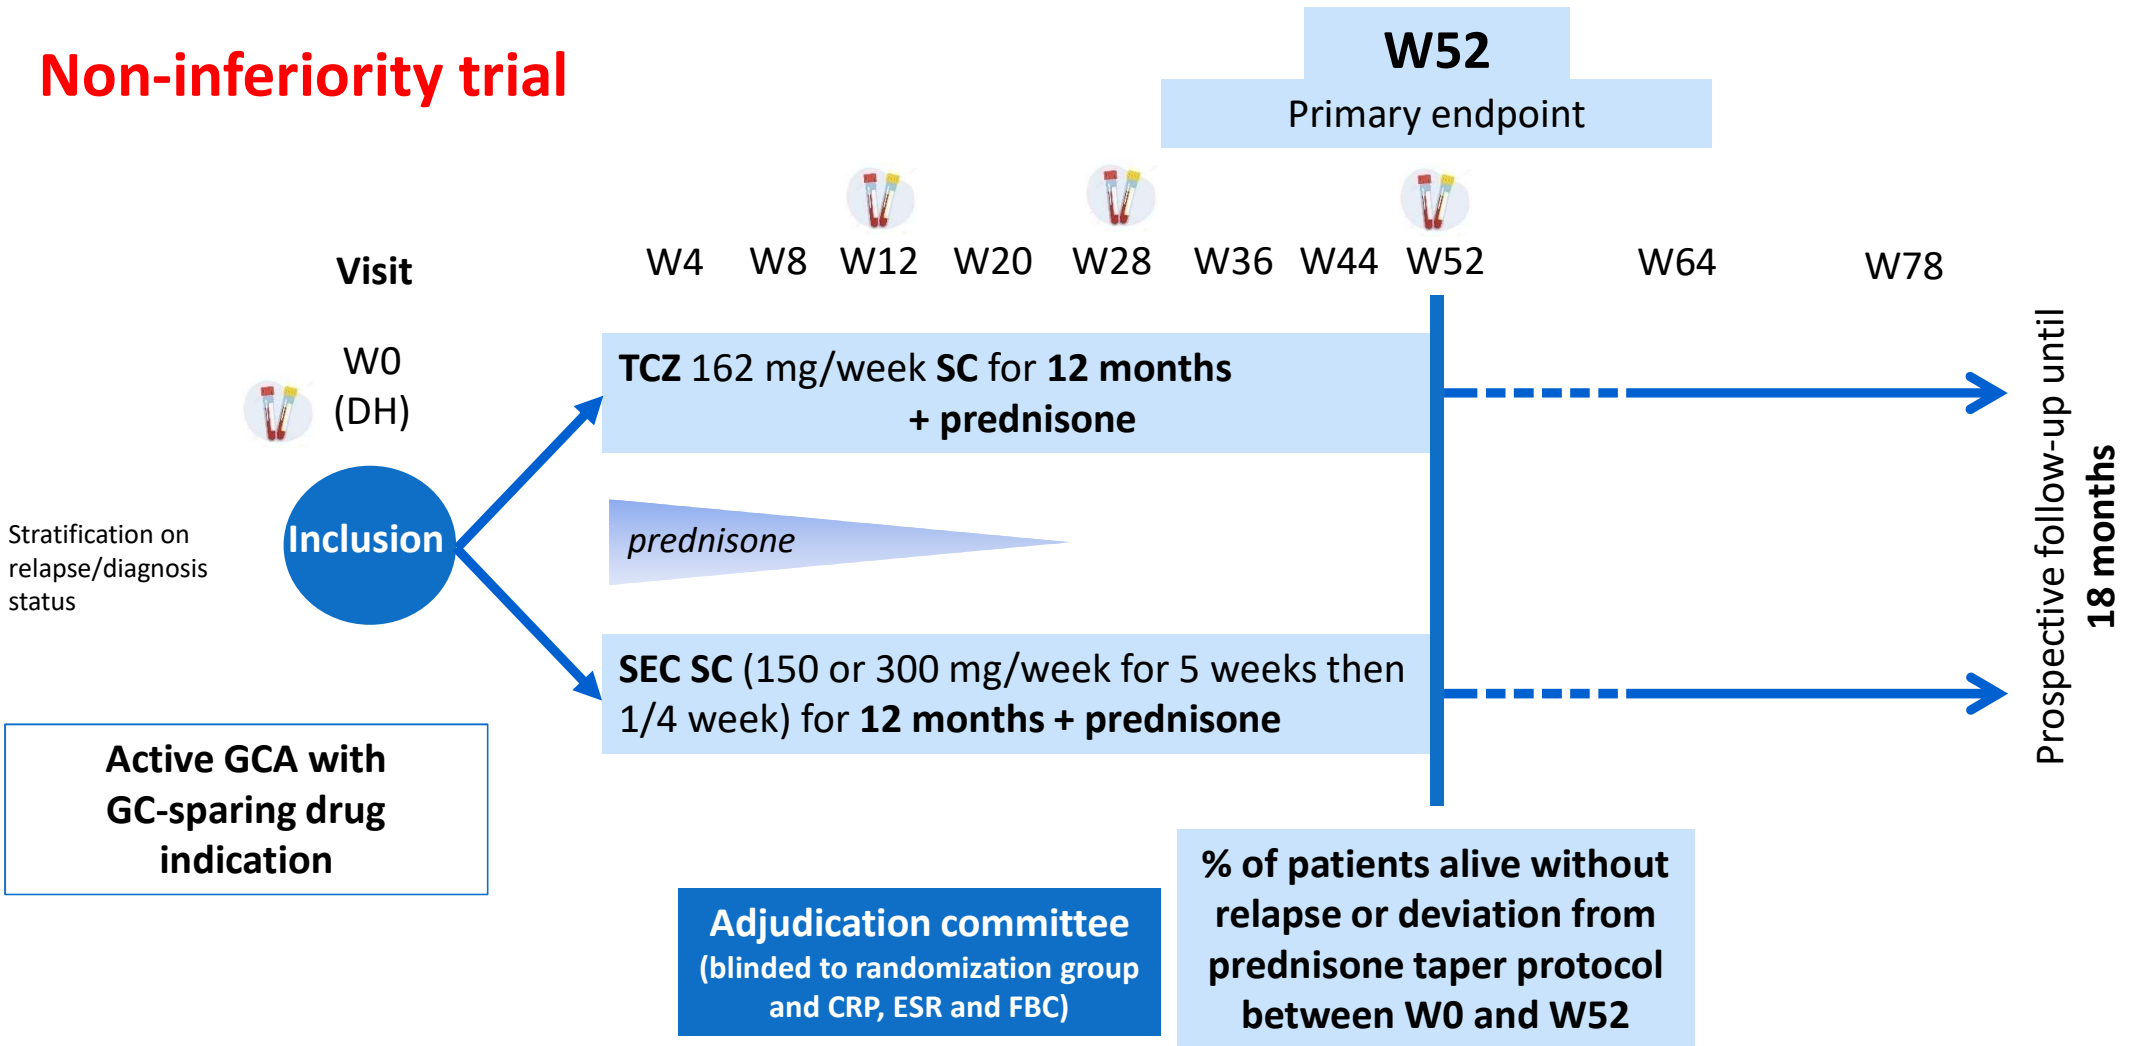 Non-inferiority trial
W52
Primary endpoint
Visit
W4 W8 W12 W20 W28 W36 W44 W52 W64 W78
W0
(DH)
TCZ 162 mg/week SC for 12 months
+ prednisone
Inclusion
Stratification on
relapse/diagnosis
status
prednisone
SEC SC (150 or 300 mg/week for 5 weeks then
1/4 week) for 12 months + prednisone
Prospective follow-up until
18 months
Active GCA with
GC-sparing drug
indication
Adjudication committee
(blinded to randomization group
and CRP, ESR and FBC)
% of patients alive without
relapse or deviation from
prednisone taper protocol
between W0 and W52